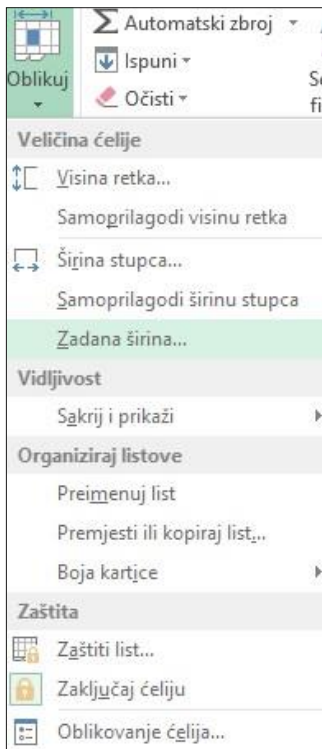 Automatski zbroj
Ispuni
Očisti
Oblikuj
Veličina ćelije
Visina retka...
Samoprilagodi visinu retka
Širina stupca...
Samoprilagodi širinu stupca
Zadana širina...
Vidljivost
Sakrij i prikaži
Organiziraj listove
Preimenuj list
Premjesti ili kopiraj list...
Boja kartice
Zaštita
Zaštiti list...
Zaključaj ćeliju
Oblikovanje ćelija...